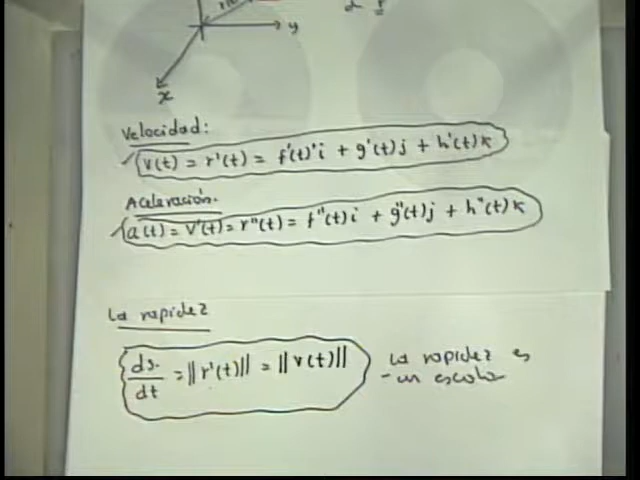 y
x
Velocidad:
v(t) = r'(t) = f'(t)i + g'(t)j + h'(t)k
Aceleración.
a(t) = v'(t) = r''(t) = f''(t)i + g''(t)j + h''(t)k
La rapidez
ds/dt = ||r'(t)|| = ||v(t)||
La rapidez es
un escalar